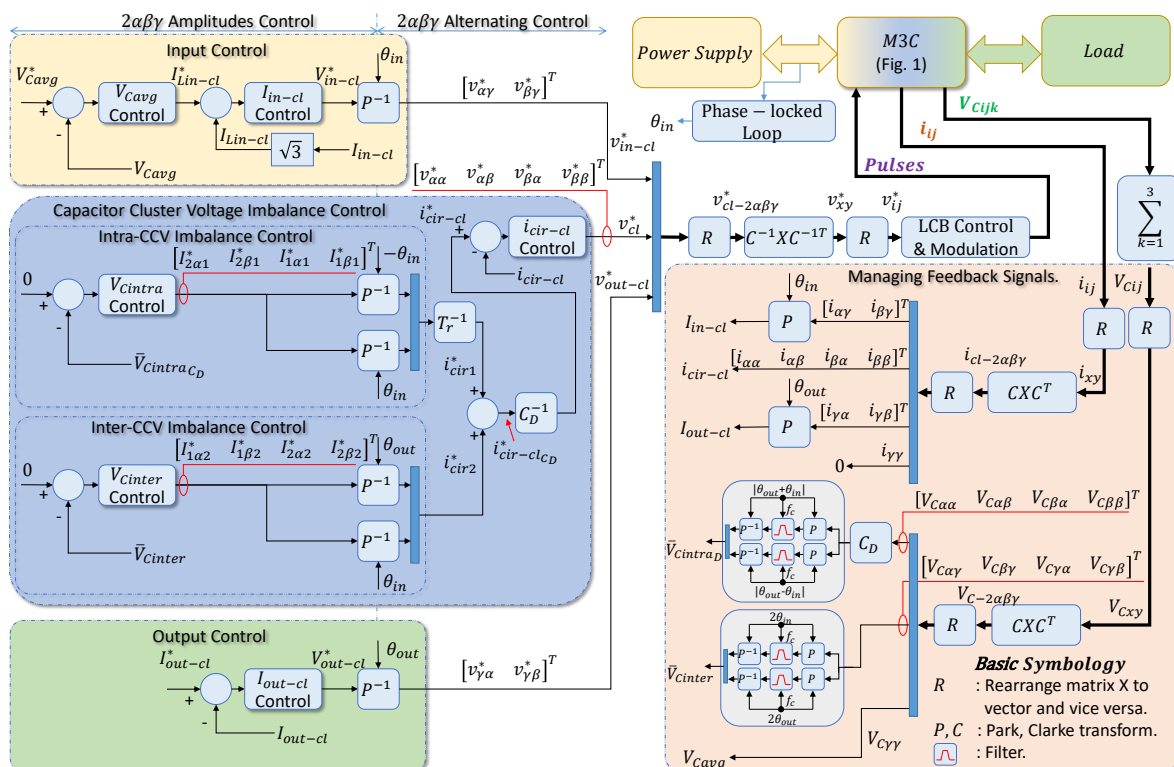 2αβγ Amplitudes Control
2αβγ Alternating Control
Input Control
V*Cavg
+
-
VCavg Control
I*Lin−cl
Iin−cl Control
V*in−cl
θin
P⁻¹
ILin−cl
√3
Iin−cl
VCavg
[v*αγ v*βγ]ᵀ
v*in−cl
[v*αα v*αβ v*βα v*ββ]ᵀ
Capacitor Cluster Voltage Imbalance Control
i*cir−cl
icir−cl Control
v*cl
-
icir−cl
v*out−cl
Intra-CCV Imbalance Control
[I*2α1 I*2β1 I*1α1 I*1β1]ᵀ
−θin
0
+
-
VCintra Control
P⁻¹
P⁻¹
θin
V̄CintraCD
Tr⁻¹
i*cir1
+
+
CD⁻¹
i*cir−clCD
i*cir2
Inter-CCV Imbalance Control
[I*1α2 I*1β2 I*2α2 I*2β2]ᵀ
θout
0
+
-
VCinter Control
P⁻¹
P⁻¹
θin
V̄Cinter
Output Control
I*out−cl
+
-
Iout−cl Control
V*out−cl
θout
P⁻¹
Iout−cl
[v*γα v*γβ]ᵀ
Power Supply
M3C
(Fig. 1)
Load
Phase − locked
Loop
θin
VCijk
iij
Pulses
v*cl−2αβγ
v*xy
v*ij
R
C⁻¹XC⁻¹ᵀ
R
LCB Control
& Modulation
3
∑
k=1
Managing Feedback Signals.
iij
VCij
R
R
θin
Iin−cl
P
[iαγ iβγ]ᵀ
icir−cl
[iαα iαβ iβα iββ]ᵀ
θout
Iout−cl
P
[iγα iγβ]ᵀ
0
iγγ
icl−2αβγ
R
CXCᵀ
ixy
|θout+θin|
fc
P⁻¹
P
P⁻¹
P
fc
|θout-θin|
V̄CintraD
CD
[VCαα VCαβ VCβα VCββ]ᵀ
[VCαγ VCβγ VCγα VCγβ]ᵀ
VC−2αβγ
VCxy
R
CXCᵀ
2θin
fc
P⁻¹
P
P⁻¹
P
fc
2θout
V̄Cinter
VCavg
VCγγ
Basic Symbology
R : Rearrange matrix X to
vector and vice versa.
P, C : Park, Clarke transform.
: Filter.